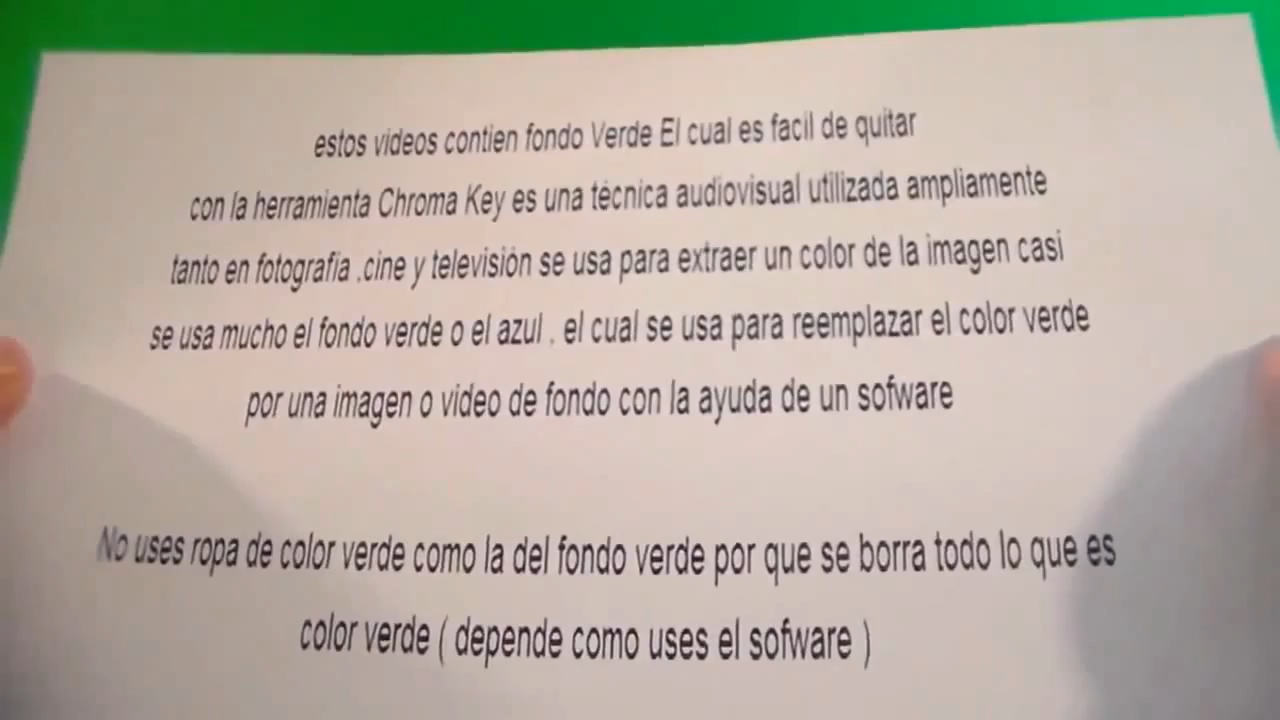 estos videos contien fondo Verde El cual es facil de quitar
con la herramienta Chroma Key es una técnica audiovisual utilizada ampliamente
tanto en fotografia .cine y televisión se usa para extraer un color de la imagen casi
se usa mucho el fondo verde o el azul . el cual se usa para reemplazar el color verde
por una imagen o video de fondo con la ayuda de un sofware
No uses ropa de color verde como la del fondo verde por que se borra todo lo que es
color verde ( depende como uses el sofware )